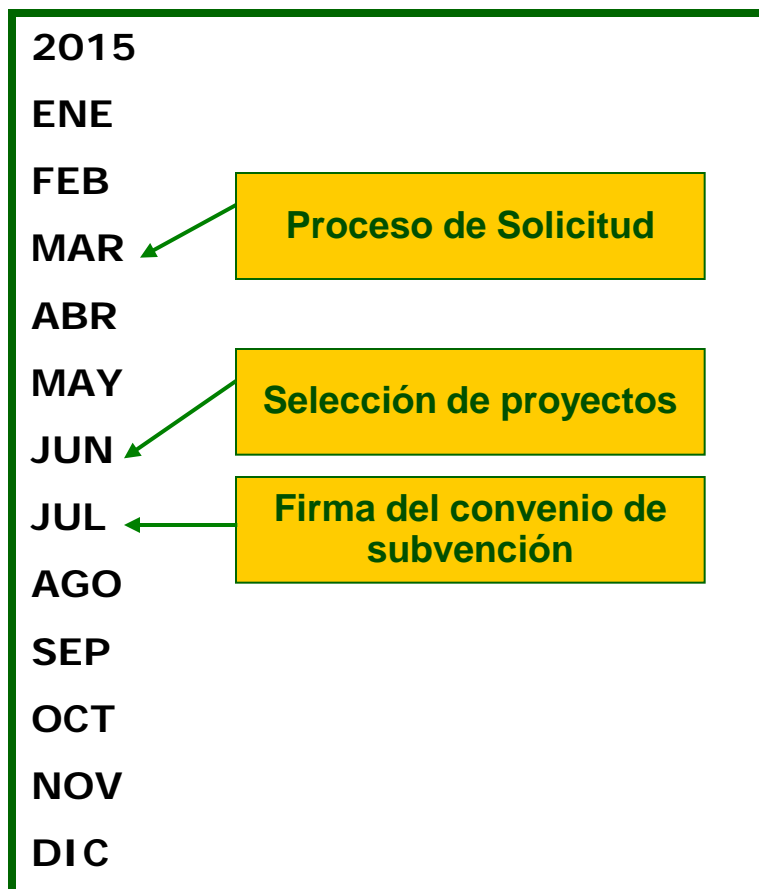 2015
ENE
FEB
MAR
Proceso de Solicitud
ABR
MAY
Selección de proyectos
JUN
JUL
Firma del convenio de
subvención
AGO
SEP
OCT
NOV
DIC